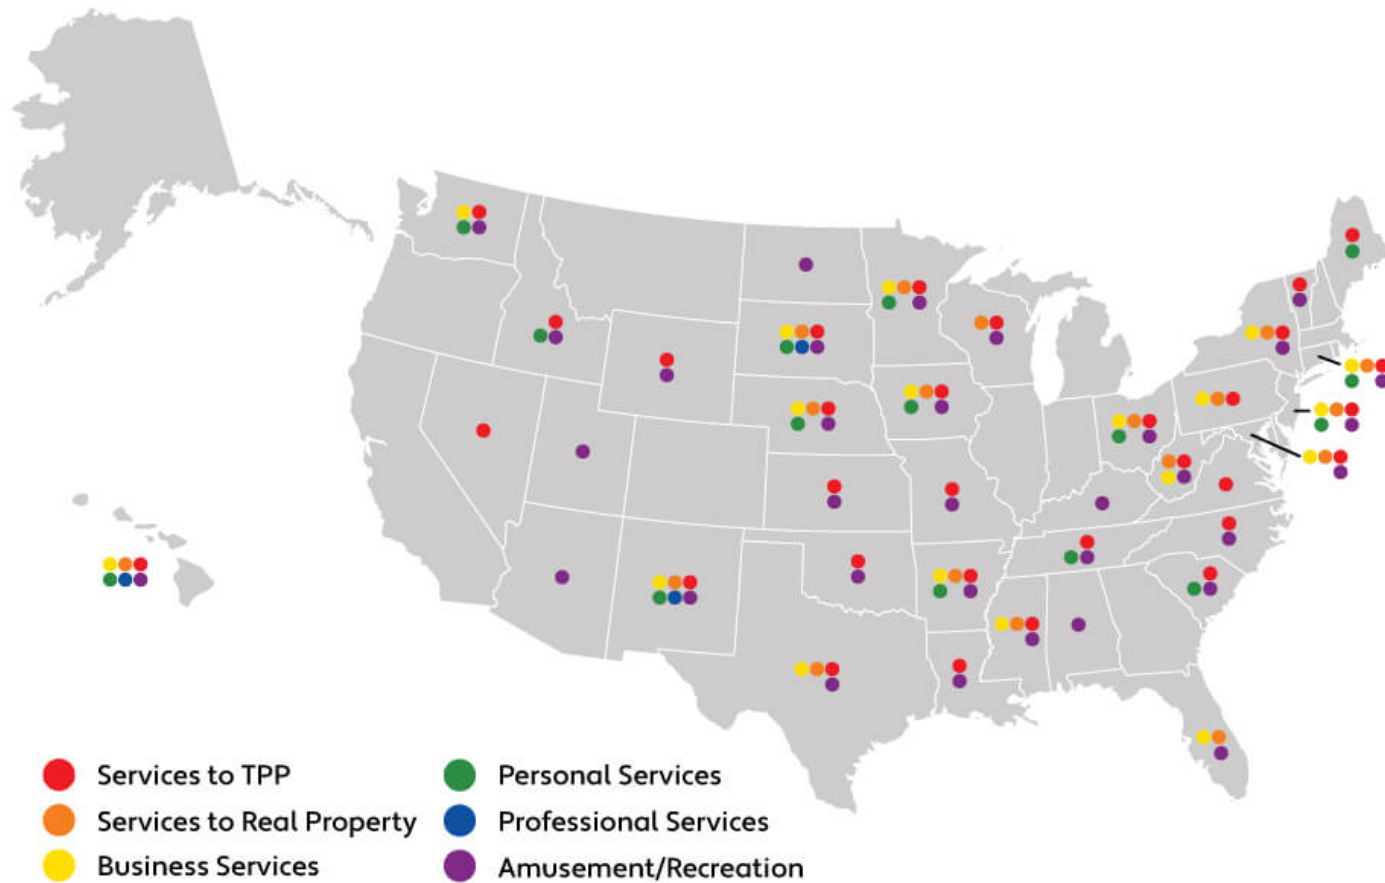 Services to TPP
Services to Real Property
Business Services
Personal Services
Professional Services
Amusement/Recreation